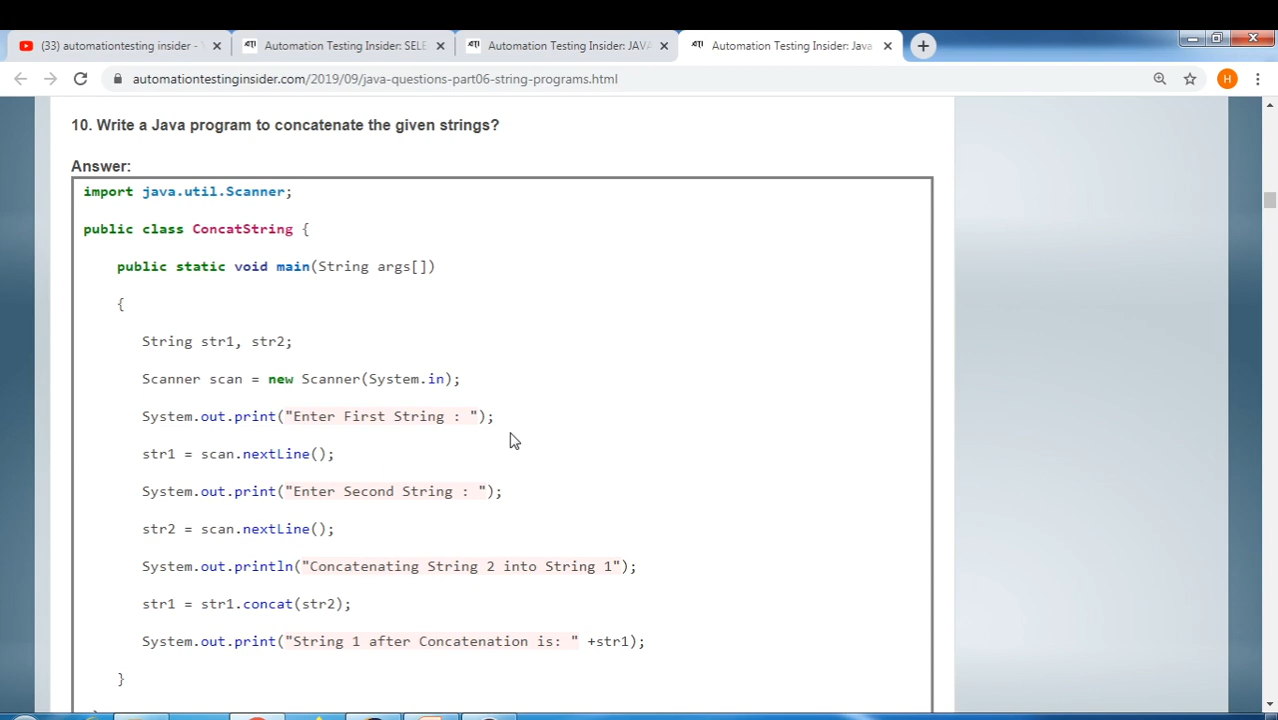 (33) automationtesting insider - Y
Automation Testing Insider: SELE
Automation Testing Insider: JAVA
Automation Testing Insider: Java
automationtestinginsider.com/2019/09/java-questions-part06-string-programs.html
H
10. Write a Java program to concatenate the given strings?
Answer:
import java.util.Scanner;
public class ConcatString {
public static void main(String args[])
{
String str1, str2;
Scanner scan = new Scanner(System.in);
System.out.print("Enter First String : ");
str1 = scan.nextLine();
System.out.print("Enter Second String : ");
str2 = scan.nextLine();
System.out.println("Concatenating String 2 into String 1");
str1 = str1.concat(str2);
System.out.print("String 1 after Concatenation is: " +str1);
}